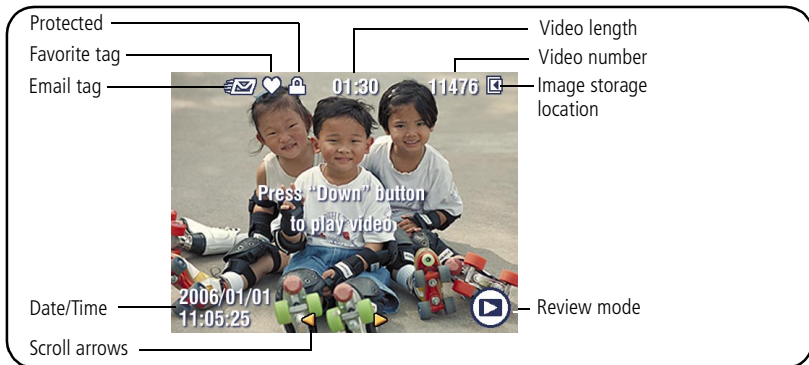 Protected
Favorite tag
Email tag
Video length
Video number
Image storage
location
01:30
11476
Press "Down" button
to play video
2006/01/01
11:05:25
Date/Time
Scroll arrows
Review mode